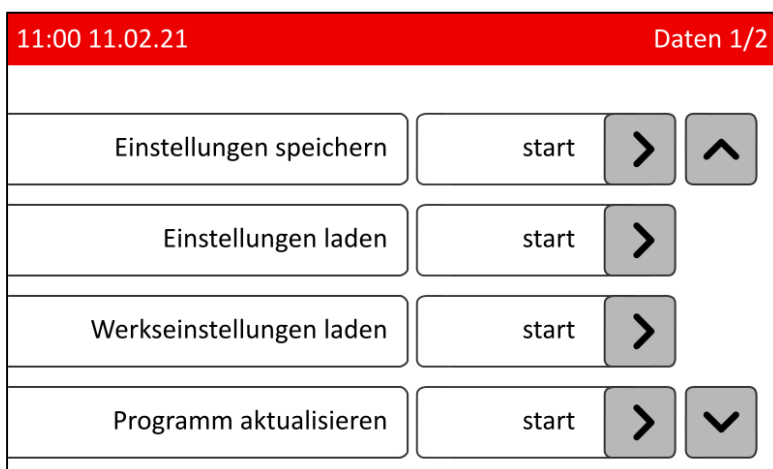 11:00 11.02.21 Daten 1/2
Einstellungen speichern start
Einstellungen laden start
Werkseinstellungen laden start
Programm aktualisieren start